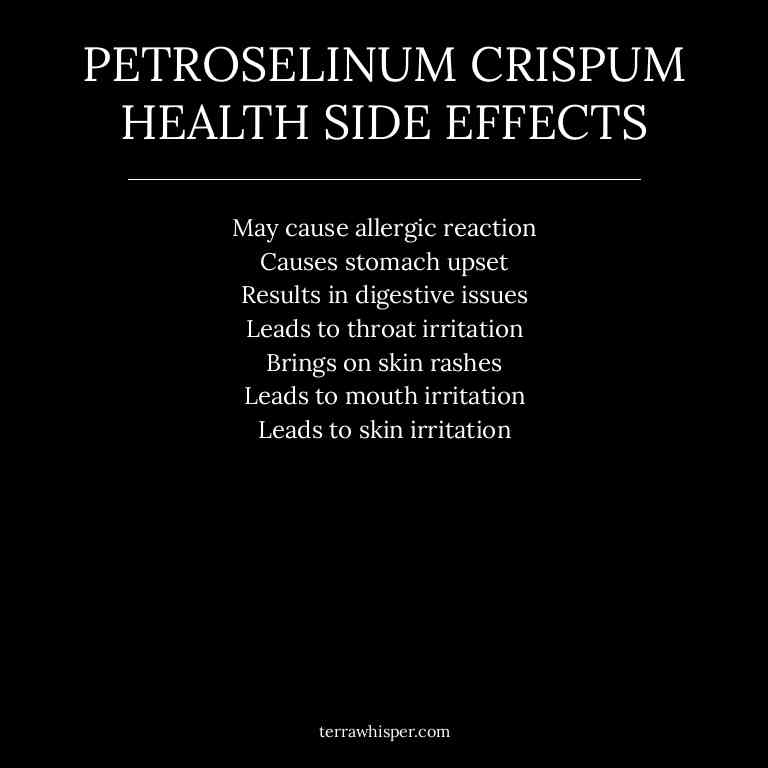 PETROSELINUM CRISPUM
HEALTH SIDE EFFECTS
May cause allergic reaction
Causes stomach upset
Results in digestive issues
Leads to throat irritation
Brings on skin rashes
Leads to mouth irritation
Leads to skin irritation
terrawhisper.com